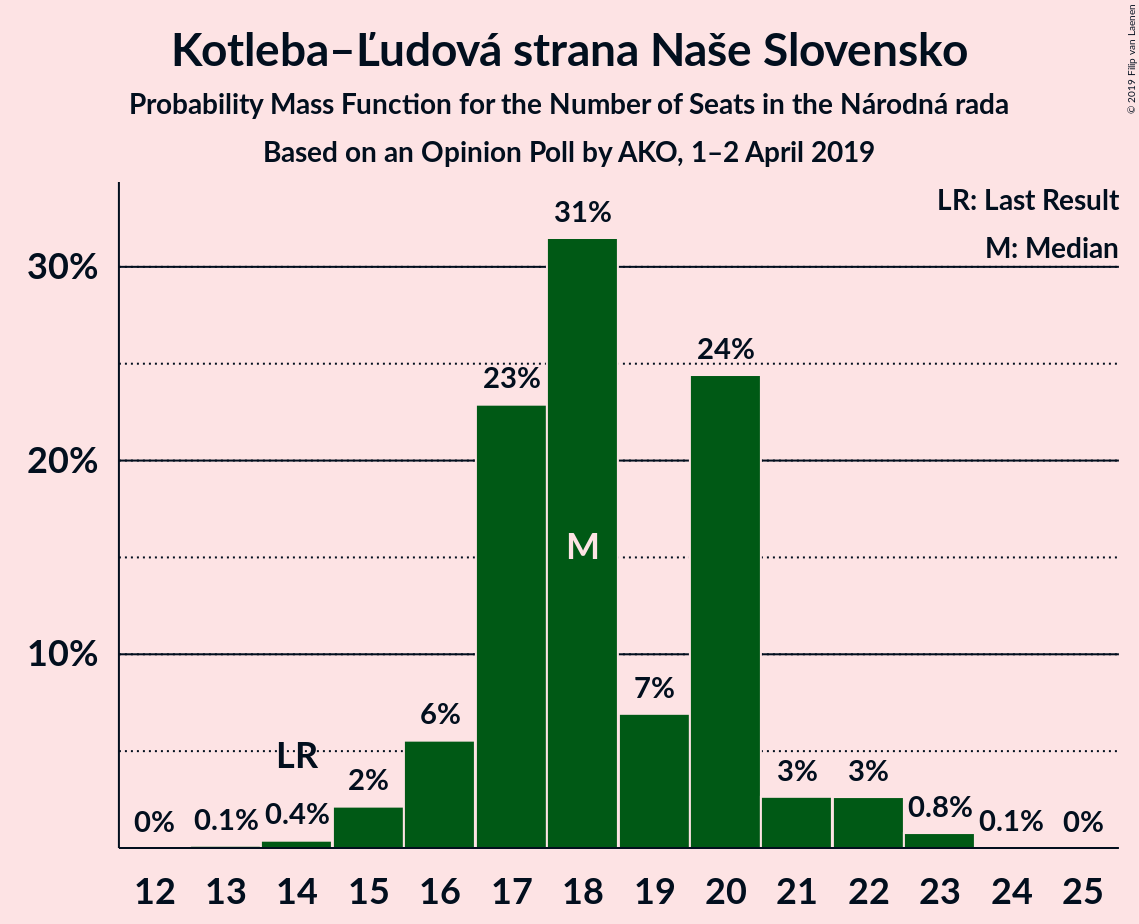 Kotleba–Ľudová strana Naše Slovensko
Probability Mass Function for the Number of Seats in the Národná rada
Based on an Opinion Poll by AKO, 1–2 April 2019
© 2019 Filip van Laenen
LR: Last Result
M: Median
30%
20%
10%
0%
0.1%
0.4%
LR
2%
6%
23%
31%
M
7%
24%
3%
3%
0.8%
0.1%
0%
12 13 14 15 16 17 18 19 20 21 22 23 24 25